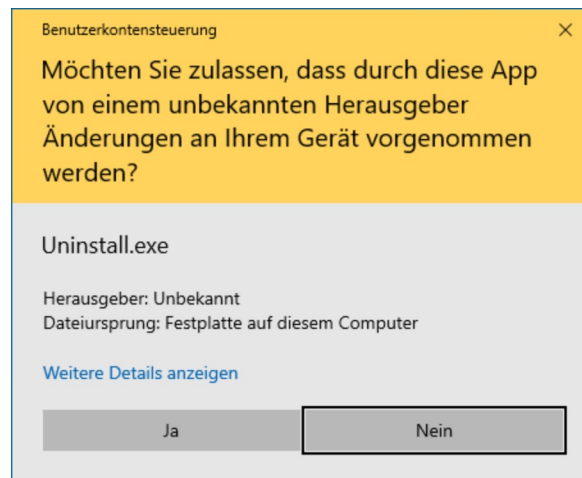 Benutzerkontensteuerung
Möchten Sie zulassen, dass durch diese App
von einem unbekannten Herausgeber
Änderungen an Ihrem Gerät vorgenommen
werden?
Uninstall.exe
Herausgeber: Unbekannt
Dateiursprung: Festplatte auf diesem Computer
Weitere Details anzeigen
Ja
Nein